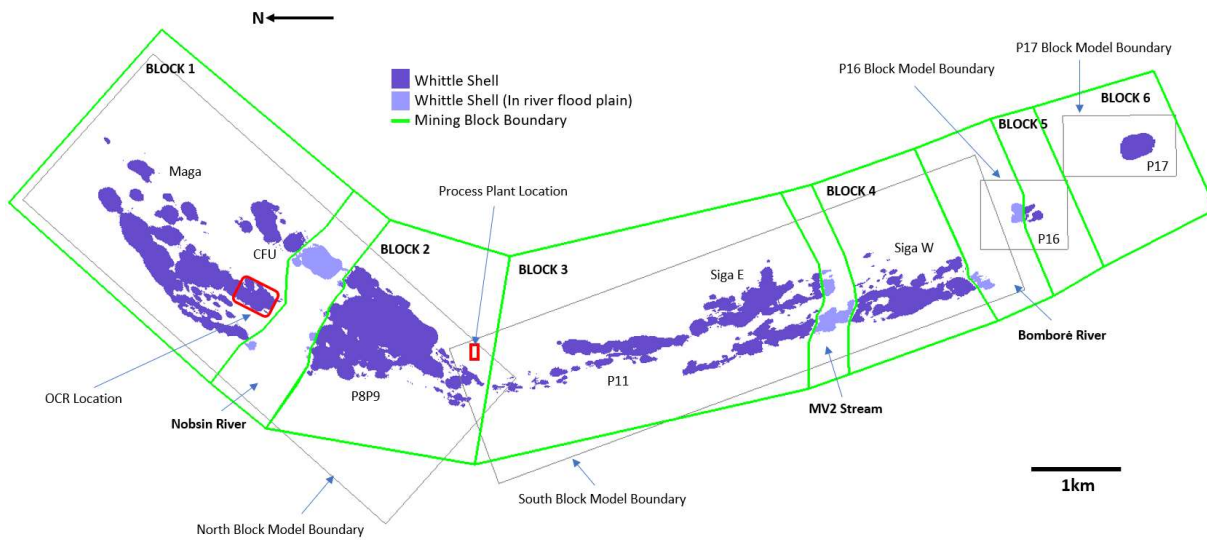 N
BLOCK 1
P17 Block Model Boundary
P16 Block Model Boundary
Whittle Shell
Whittle Shell (In river flood plain)
Mining Block Boundary
BLOCK 6
BLOCK 5
Maga
P17
Process Plant Location
BLOCK 4
CFU
BLOCK 2
P16
BLOCK 3
Siga W
Siga E
Bomborė River
P11
OCR Location
P8P9
MV2 Stream
Nobsin River
1km
South Block Model Boundary
North Block Model Boundary